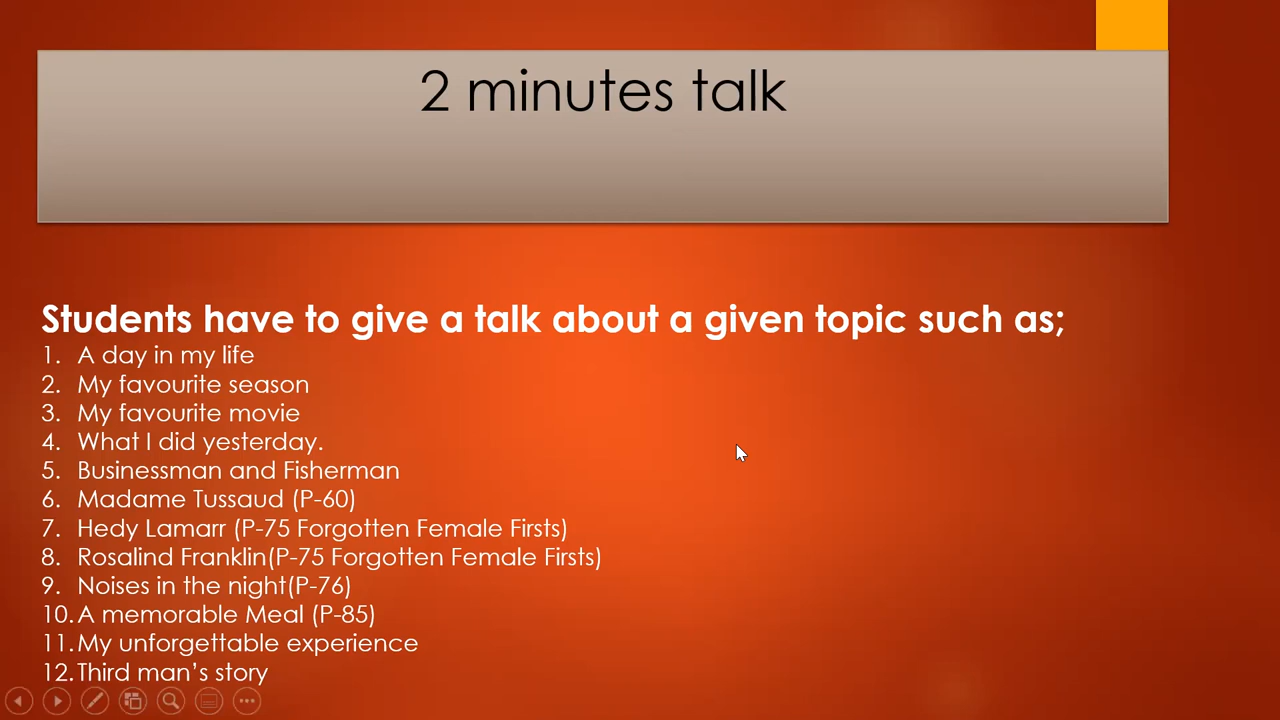 2 minutes talk
Students have to give a talk about a given topic such as;
1. A day in my life
2. My favourite season
3. My favourite movie
4. What I did yesterday.
5. Businessman and Fisherman
6. Madame Tussaud (P-60)
7. Hedy Lamarr (P-75 Forgotten Female Firsts)
8. Rosalind Franklin(P-75 Forgotten Female Firsts)
9. Noises in the night(P-76)
10. A memorable Meal (P-85)
11. My unforgettable experience
12. Third man’s story